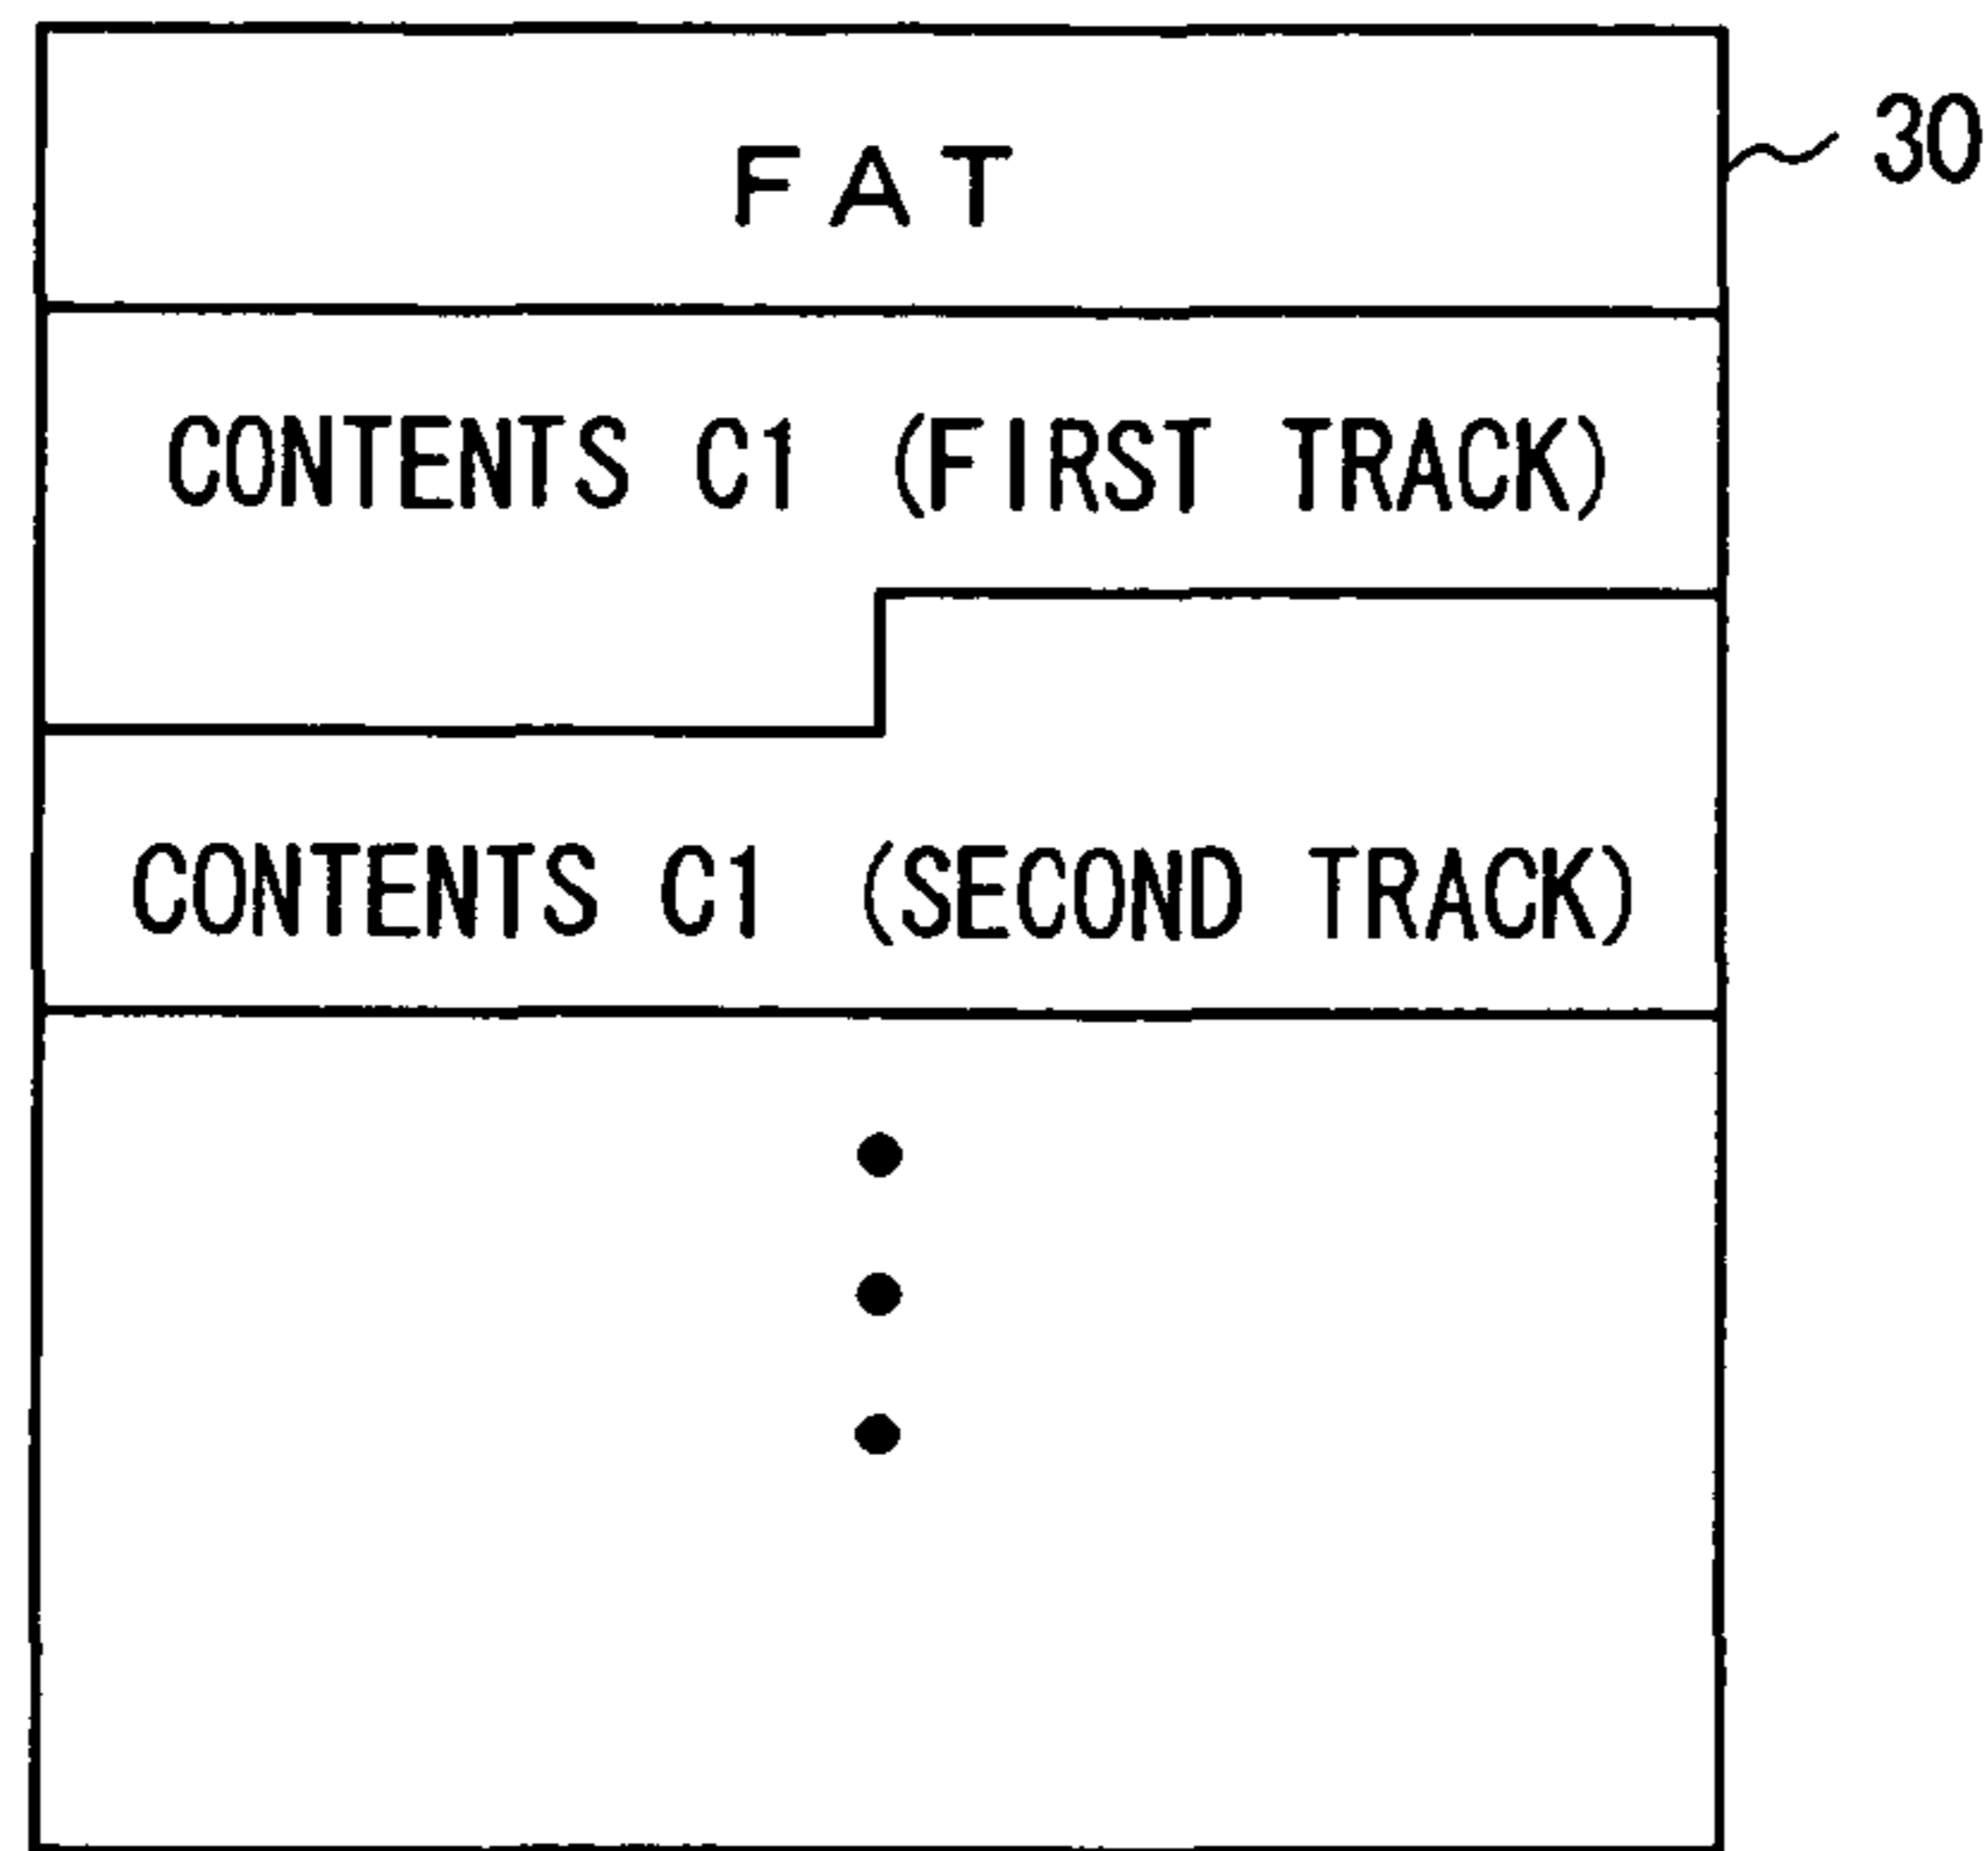 FAT
30
CONTENTS C1 (FIRST TRACK)
CONTENTS C1 (SECOND TRACK)